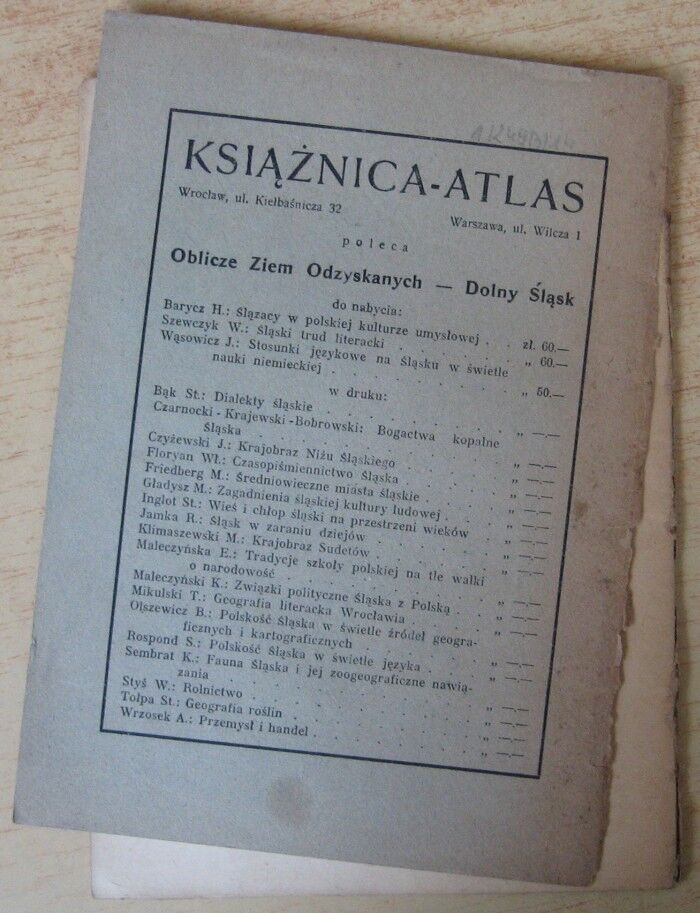 KSIĄŻNICA-ATLAS
Wrocław, ul. Kiełbaśnicza 32
Warszawa, ul. Wilcza 1
poleca
Oblicze Ziem Odzyskanych — Dolny Śląsk
do nabycia:
Barycz H.: Ślązacy w polskiej kulturze umysłowej . . zł. 60.—
Szewczyk W.: Śląski trud literacki . . . . . . „ 60.—
Wąsowicz J.: Stosunki językowe na Śląsku w świetle
nauki niemieckiej . . . . . . . . „ 50.—
w druku:
Bąk St.: Dialekty śląskie . . . . . . . . „ —.—
Czarnocki - Krajewski - Bobrowski: Bogactwa kopalne
Śląska . . . . . . . . . . „ —.—
Czyżewski J.: Krajobraz Niżu Śląskiego . . . . „ —.—
Floryan Wł.: Czasopiśmiennictwo Śląska . . . . „ —.—
Friedberg M.: Średniowieczne miasta śląskie . . . „ —.—
Gładysz M.: Zagadnienia śląskiej kultury ludowej . . „ —.—
Inglot St.: Wieś i chłop śląski na przestrzeni wieków . „ —.—
Jamka R.: Śląsk w zaraniu dziejów . . . . . „ —.—
Klimaszewski M.: Krajobraz Sudetów . . . . . „ —.—
Maleczyńska E.: Tradycje szkoły polskiej na tle walki
o narodowość . . . . . . . . . „ —.—
Maleczyński K.: Związki polityczne Śląska z Polską . . „ —.—
Mikulski T.: Geografia literacka Wrocławia . . . . „ —.—
Olszewicz B.: Polskość Śląska w świetle źródeł geogra-
ficznych i kartograficznych . . . . . „ —.—
Rospond S.: Polskość Śląska w świetle języka . . . „ —.—
Sembrat K.: Fauna Śląska i jej zoogeograficzne nawią-
zania . . . . . . . . . . „ —.—
Styś W.: Rolnictwo . . . . . . . . . „ —.—
Tołpa St.: Geografia roślin . . . . . . . „ —.—
Wrzosek A.: Przemysł i handel . . . . . . „ —.—